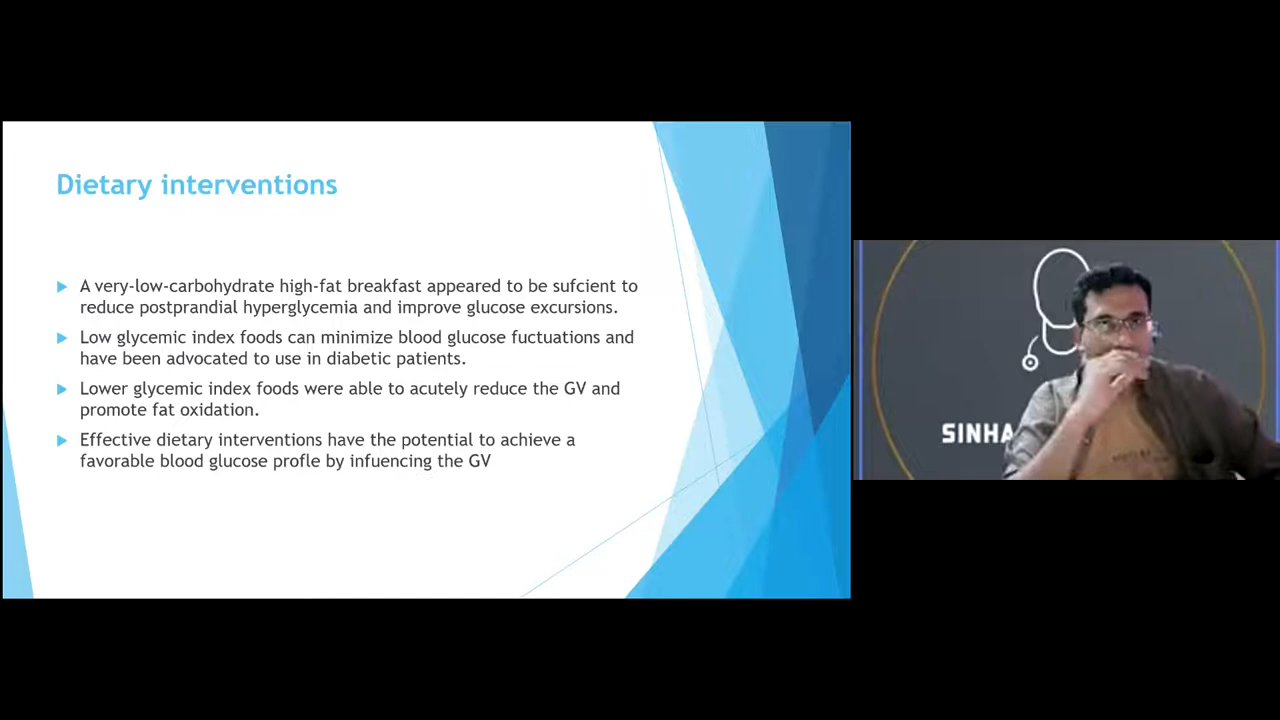 Dietary interventions
A very-low-carbohydrate high-fat breakfast appeared to be sufcient to
reduce postprandial hyperglycemia and improve glucose excursions.
Low glycemic index foods can minimize blood glucose fuctuations and
have been advocated to use in diabetic patients.
Lower glycemic index foods were able to acutely reduce the GV and
promote fat oxidation.
Effective dietary interventions have the potential to achieve a
favorable blood glucose profle by infuencing the GV
SINHA